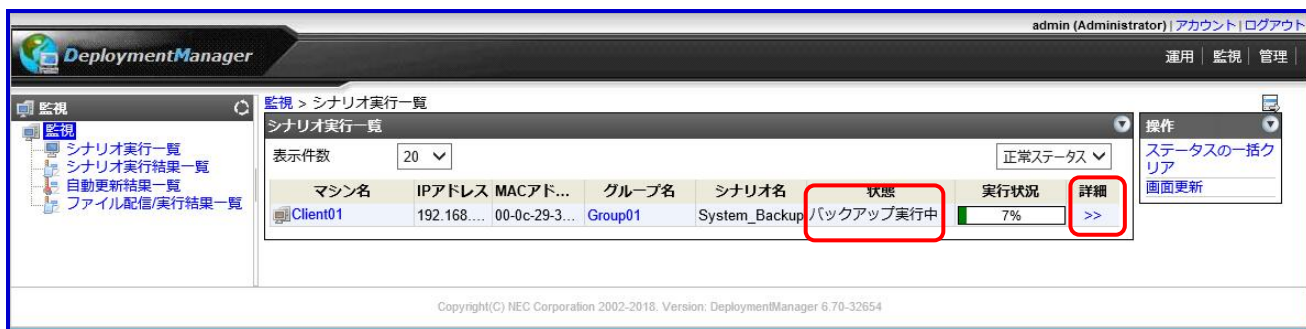 admin (Administrator) | アカウント | ログアウト
DeploymentManager
運用 | 監視 | 管理
監視
監視
シナリオ実行一覧
シナリオ実行結果一覧
自動更新結果一覧
ファイル配信/実行結果一覧
監視 > シナリオ実行一覧
シナリオ実行一覧
表示件数 20 正常ステータス
マシン名 IPアドレス MACアド... グループ名 シナリオ名 状態 実行状況 詳細
Client01 192.168.... 00-0c-29-3... Group01 System_Backup バックアップ実行中 7% >>
操作
ステータスの一括ク
リア
画面更新
Copyright(C) NEC Corporation 2002-2018. Version: DeploymentManager 6.70-32654